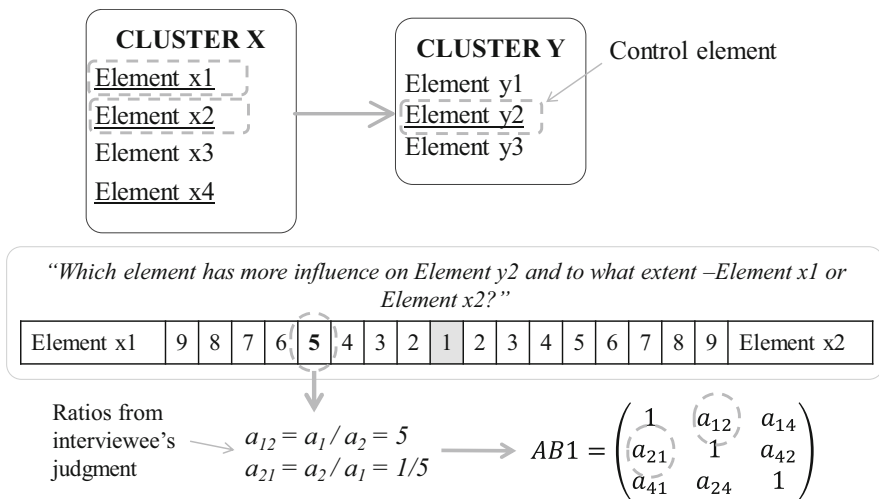 CLUSTER X
Element x1
Element x2
Element x3
Element x4
CLUSTER Y
Element y1
Element y2
Element y3
Control element
“Which element has more influence on Element y2 and to what extent –Element x1 or
Element x2?”
Element x1 9 8 7 6 5 4 3 2 1 2 3 4 5 6 7 8 9 Element x2
Ratios from
interviewee’s
judgment
a12 = a1 / a2 = 5
a21 = a2 / a1 = 1/5
AB1 =
1 a12 a14
a21 1 a42
a41 a24 1